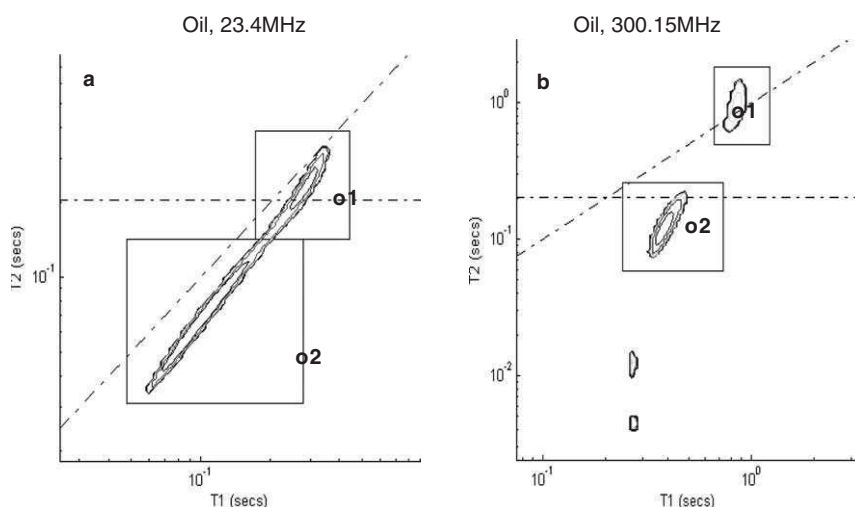 Oil, 23.4MHz
a
o1
o2
T2 (secs)
10⁻¹
10⁻¹
T1 (secs)
Oil, 300.15MHz
b
o1
o2
T2 (secs)
10⁰
10⁻¹
10⁻²
10⁻¹
10⁰
T1 (secs)